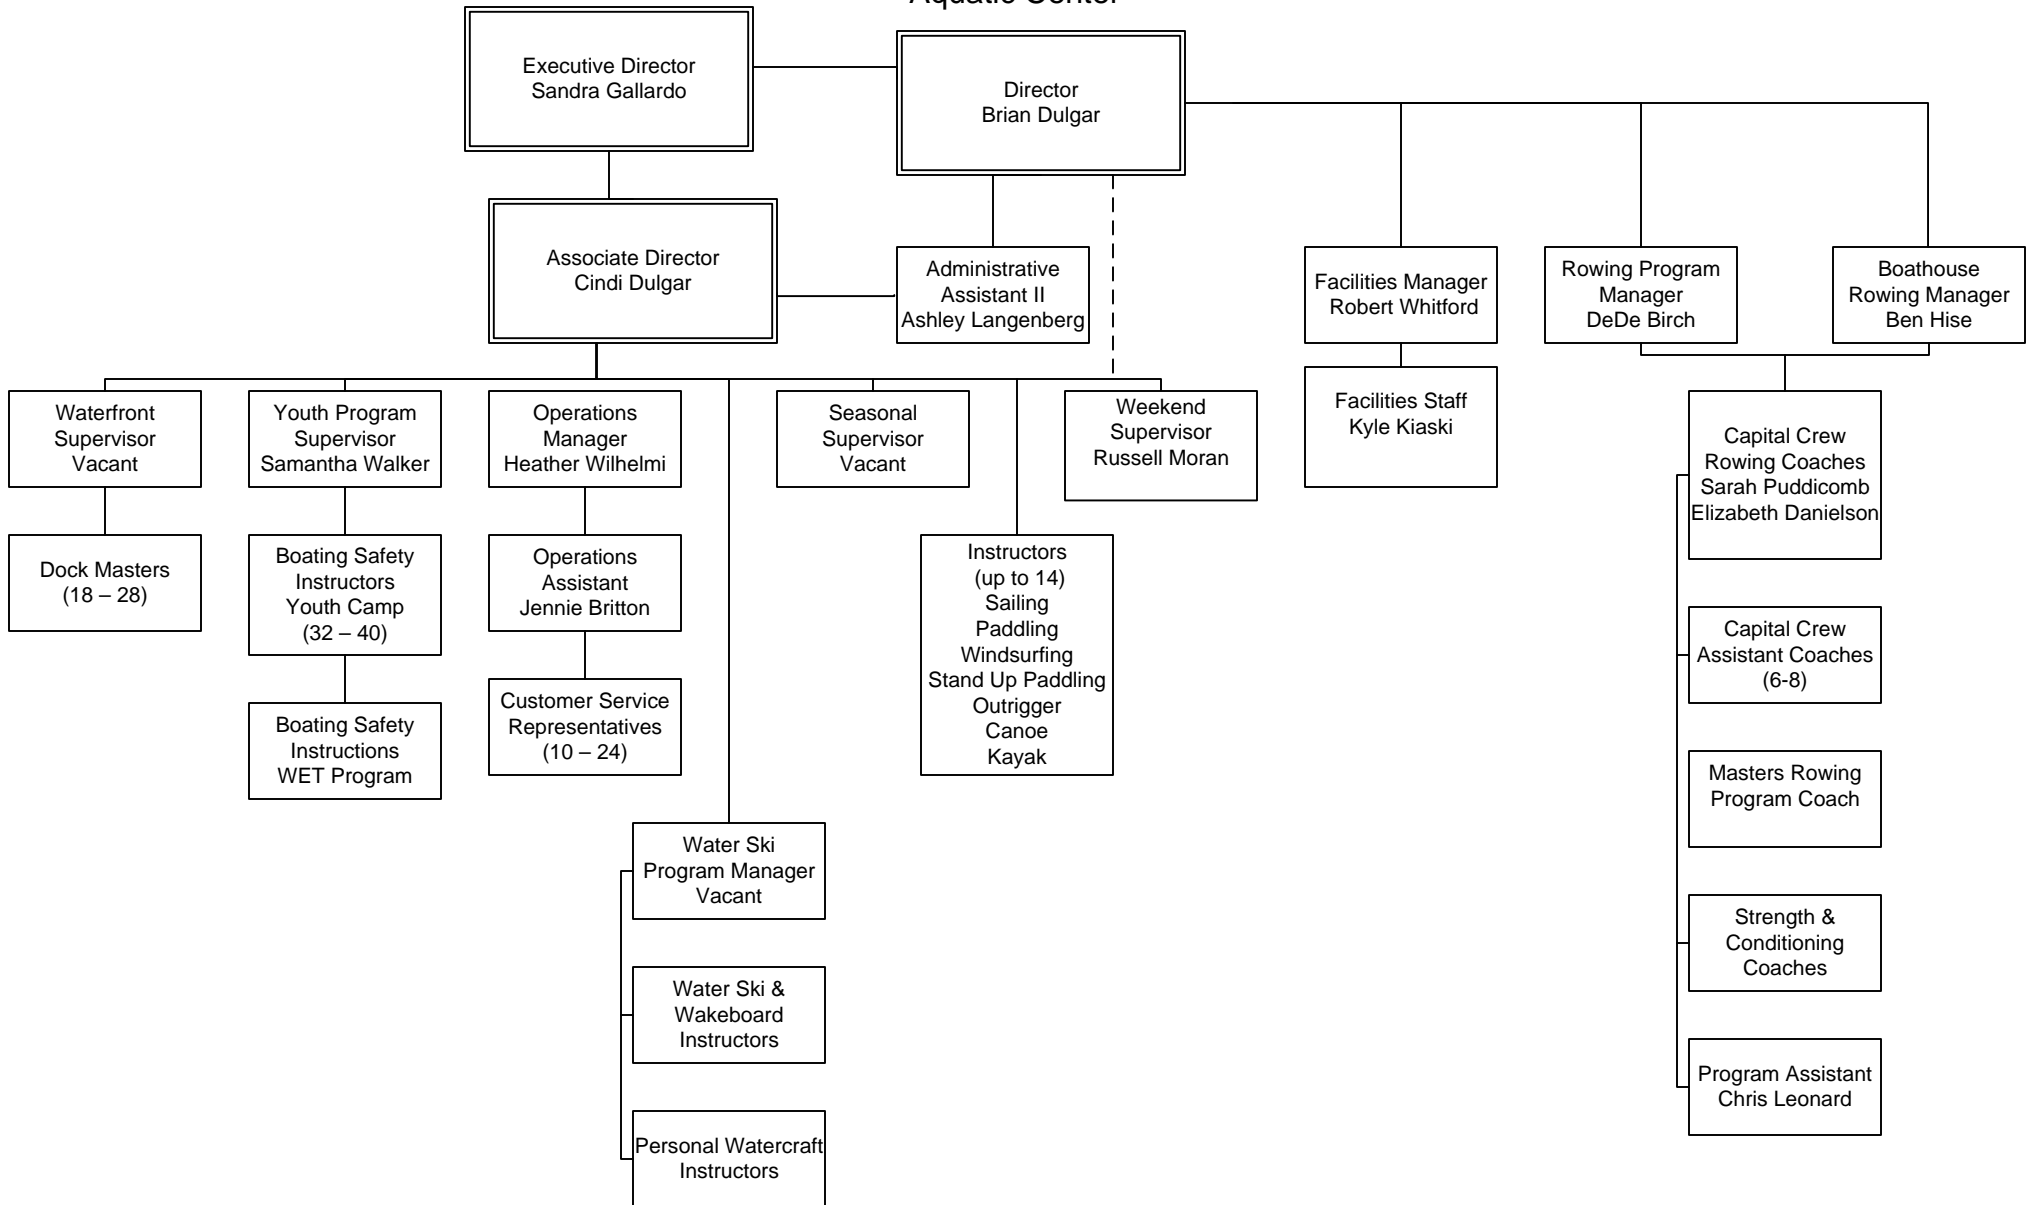 Aquatic Center
Executive Director
Sandra Gallardo
Director
Brian Dulgar
Associate Director
Cindi Dulgar
Administrative
Assistant II
Ashley Langenberg
Facilities Manager
Robert Whitford
Rowing Program
Manager
DeDe Birch
Boathouse
Rowing Manager
Ben Hise
Waterfront
Supervisor
Vacant
Youth Program
Supervisor
Samantha Walker
Operations
Manager
Heather Wilhelmi
Seasonal
Supervisor
Vacant
Weekend
Supervisor
Russell Moran
Facilities Staff
Kyle Kiaski
Capital Crew
Rowing Coaches
Sarah Puddicomb
Elizabeth Danielson
Dock Masters
(18 – 28)
Boating Safety
Instructors
Youth Camp
(32 – 40)
Operations
Assistant
Jennie Britton
Instructors
(up to 14)
Sailing
Paddling
Windsurfing
Stand Up Paddling
Outrigger
Canoe
Kayak
Capital Crew
Assistant Coaches
(6-8)
Boating Safety
Instructions
WET Program
Customer Service
Representatives
(10 – 24)
Masters Rowing
Program Coach
Water Ski
Program Manager
Vacant
Strength &
Conditioning
Coaches
Water Ski &
Wakeboard
Instructors
Program Assistant
Chris Leonard
Personal Watercraft
Instructors